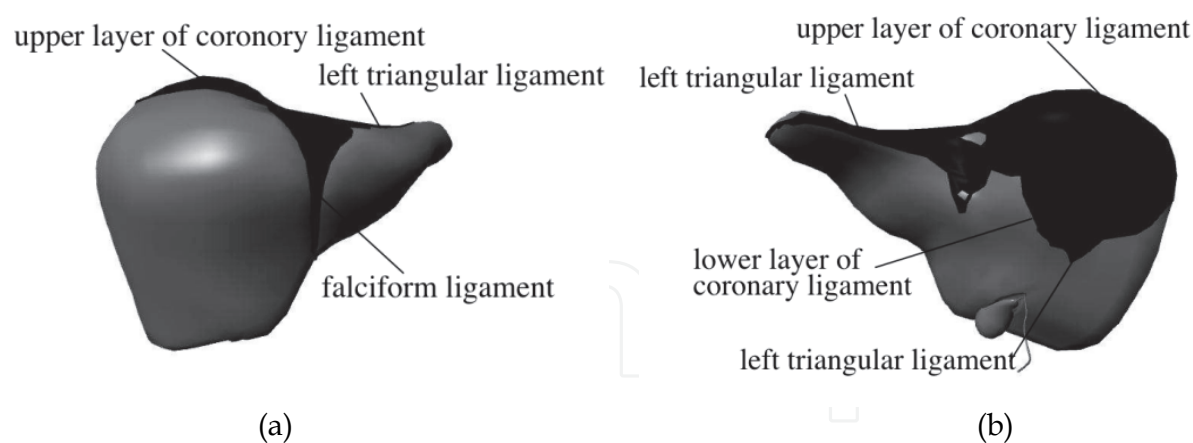 upper layer of coronory ligament
left triangular ligament
falciform ligament
(a)
upper layer of coronary ligament
left triangular ligament
lower layer of
coronary ligament
left triangular ligament
(b)